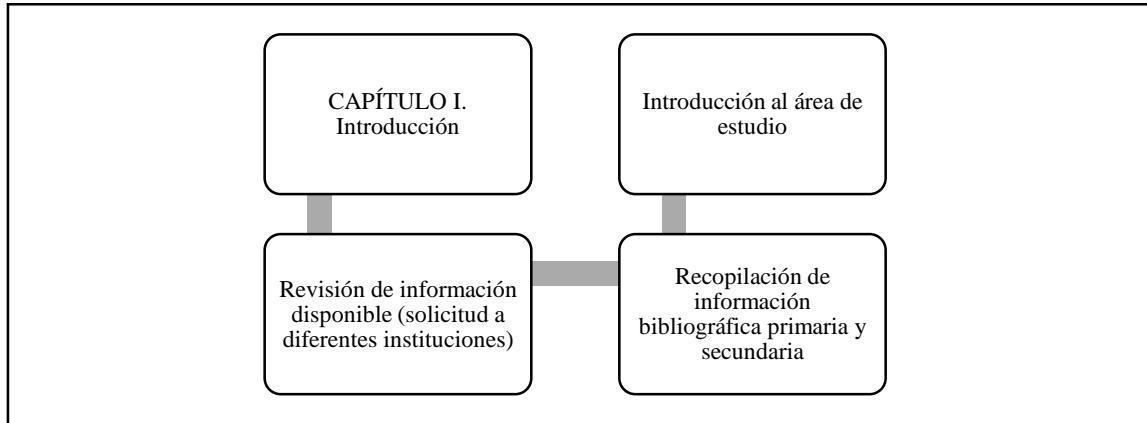 CAPÍTULO I.
Introducción
Revisión de información
disponible (solicitud a
diferentes instituciones)
Recopilación de
información
bibliográfica primaria y
secundaria
Introducción al área de
estudio